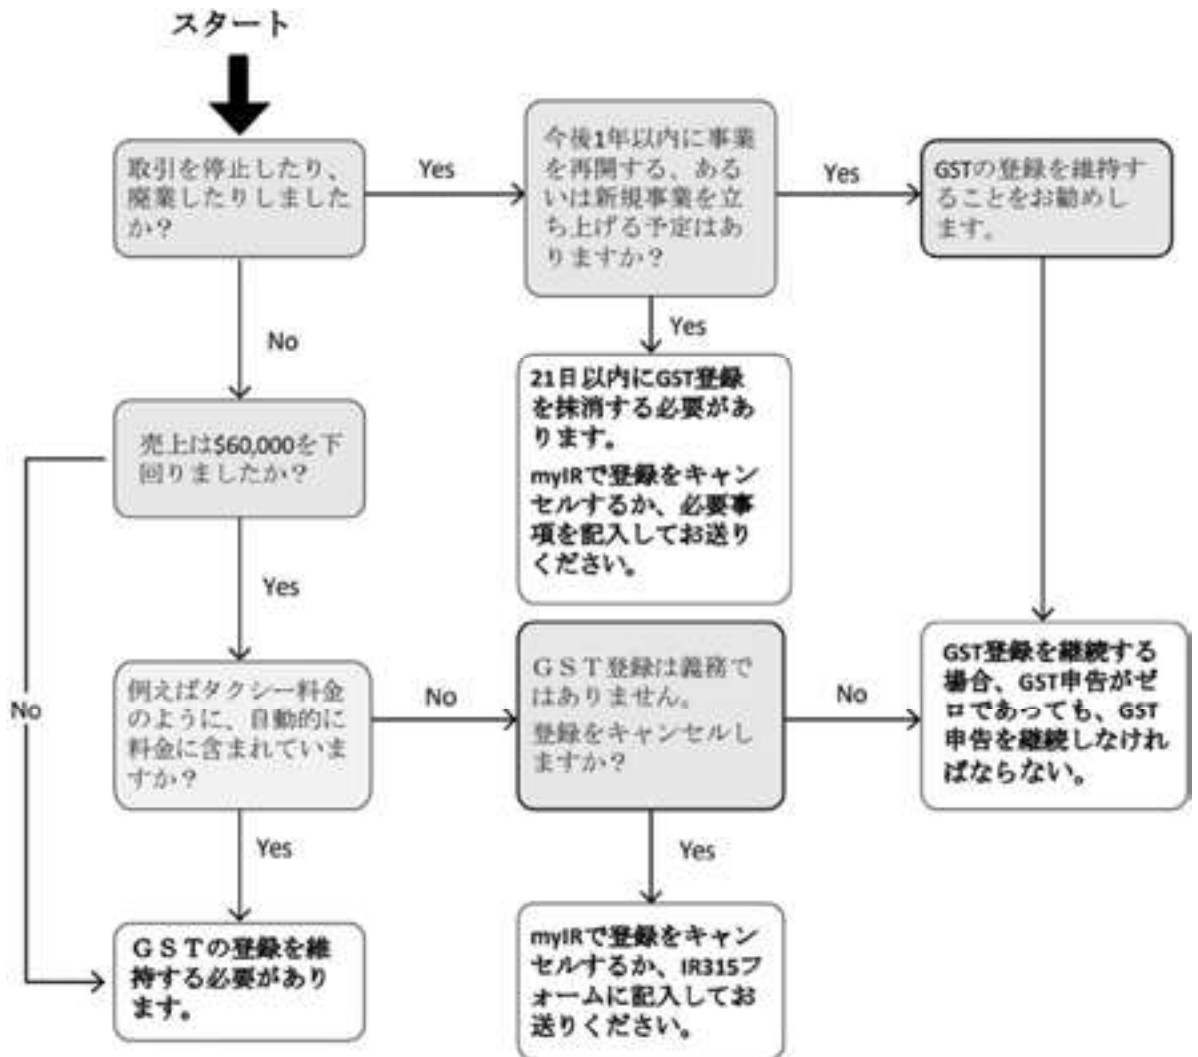 スタート
取引を停止したり、
廃業したりしました
か?
Yes
今後1年以内に事業
を再開する、ある
いは新規事業を立
ち上げる予定はあ
りますか?
Yes
GSTの登録を維持す
ることをお勧めし
ます。
No
Yes
21日以内にGST登録
を抹消する必要があ
ります。
myIRで登録をキャン
セルするか、必要事
項を記入してお送り
ください。
売上は$60,000を下
回りましたか?
Yes
No
例えばタクシー料金
のように、自動的に
料金に含まれていま
すか?
No
GST登録は義務で
はありません。
登録をキャンセルし
ますか?
No
GST登録を継続する
場合、GST申告がゼ
ロであっても、GST
申告を継続しなけれ
ばならない。
Yes
Yes
GSTの登録を維
持する必要があり
ます。
myIRで登録をキャン
セルするか、IR315フ
ォームに記入してお
送りください。